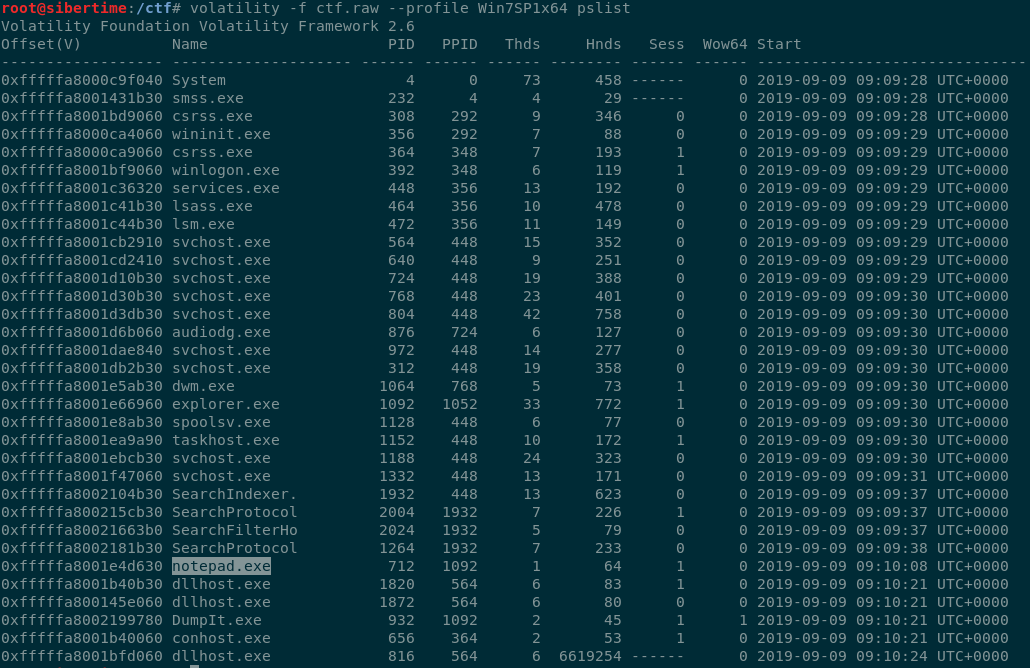 root@sibertime:/ctf# volatility -f ctf.raw --profile Win7SP1x64 pslist
Volatility Foundation Volatility Framework 2.6
Offset(V)          Name                    PID   PPID   Thds     Hnds   Sess  Wow64 Start
------------------ -------------------- ------ ------ ------ -------- ------ ------ ------------------------------
0xfffffa8000c9f040 System                    4      0     73      458 ------      0 2019-09-09 09:09:28 UTC+0000
0xfffffa8001431b30 smss.exe                232      4      4       29 ------      0 2019-09-09 09:09:28 UTC+0000
0xfffffa8001bd9060 csrss.exe               308    292      9      346      0      0 2019-09-09 09:09:28 UTC+0000
0xfffffa8000ca4060 wininit.exe             356    292      7       88      0      0 2019-09-09 09:09:29 UTC+0000
0xfffffa8000ca9060 csrss.exe               364    348      7      193      1      0 2019-09-09 09:09:29 UTC+0000
0xfffffa8001bf9060 winlogon.exe            392    348      6      119      1      0 2019-09-09 09:09:29 UTC+0000
0xfffffa8001c36320 services.exe            448    356     13      192      0      0 2019-09-09 09:09:29 UTC+0000
0xfffffa8001c41b30 lsass.exe               464    356     10      478      0      0 2019-09-09 09:09:29 UTC+0000
0xfffffa8001c44b30 lsm.exe                 472    356     11      149      0      0 2019-09-09 09:09:29 UTC+0000
0xfffffa8001cb2910 svchost.exe             564    448     15      352      0      0 2019-09-09 09:09:29 UTC+0000
0xfffffa8001cd2410 svchost.exe             640    448      9      251      0      0 2019-09-09 09:09:29 UTC+0000
0xfffffa8001d10b30 svchost.exe             724    448     19      388      0      0 2019-09-09 09:09:29 UTC+0000
0xfffffa8001d30b30 svchost.exe             768    448     23      401      0      0 2019-09-09 09:09:30 UTC+0000
0xfffffa8001d3db30 svchost.exe             804    448     42      758      0      0 2019-09-09 09:09:30 UTC+0000
0xfffffa8001d6b060 audiodg.exe             876    724      6      127      0      0 2019-09-09 09:09:30 UTC+0000
0xfffffa8001dae840 svchost.exe             972    448     14      277      0      0 2019-09-09 09:09:30 UTC+0000
0xfffffa8001db2b30 svchost.exe             312    448     19      358      0      0 2019-09-09 09:09:30 UTC+0000
0xfffffa8001e5ab30 dwm.exe                1064    768      5       73      1      0 2019-09-09 09:09:30 UTC+0000
0xfffffa8001e66960 explorer.exe           1092   1052     33      772      1      0 2019-09-09 09:09:30 UTC+0000
0xfffffa8001e8ab30 spoolsv.exe            1128    448      6       77      0      0 2019-09-09 09:09:30 UTC+0000
0xfffffa8001ea9a90 taskhost.exe           1152    448     10      172      1      0 2019-09-09 09:09:30 UTC+0000
0xfffffa8001ebcb30 svchost.exe            1188    448     24      323      0      0 2019-09-09 09:09:30 UTC+0000
0xfffffa8001f47060 svchost.exe            1332    448     13      171      0      0 2019-09-09 09:09:31 UTC+0000
0xfffffa8002104b30 SearchIndexer.         1932    448     13      623      0      0 2019-09-09 09:09:37 UTC+0000
0xfffffa800215cb30 SearchProtocol         2004   1932      7      226      1      0 2019-09-09 09:09:37 UTC+0000
0xfffffa80021663b0 SearchFilterHo         2024   1932      5       79      0      0 2019-09-09 09:09:37 UTC+0000
0xfffffa8002181b30 SearchProtocol         1264   1932      7      233      0      0 2019-09-09 09:09:38 UTC+0000
0xfffffa8001e4d630 notepad.exe             712   1092      1       64      1      0 2019-09-09 09:10:08 UTC+0000
0xfffffa8001b40b30 dllhost.exe            1820    564      6       83      1      0 2019-09-09 09:10:21 UTC+0000
0xfffffa800145e060 dllhost.exe            1872    564      6       80      0      0 2019-09-09 09:10:21 UTC+0000
0xfffffa8002199780 DumpIt.exe              932   1092      2       45      1      1 2019-09-09 09:10:21 UTC+0000
0xfffffa8001b40060 conhost.exe             656    364      2       53      1      0 2019-09-09 09:10:21 UTC+0000
0xfffffa8001bfd060 dllhost.exe             816    564      6  6619254 ------      0 2019-09-09 09:10:24 UTC+0000